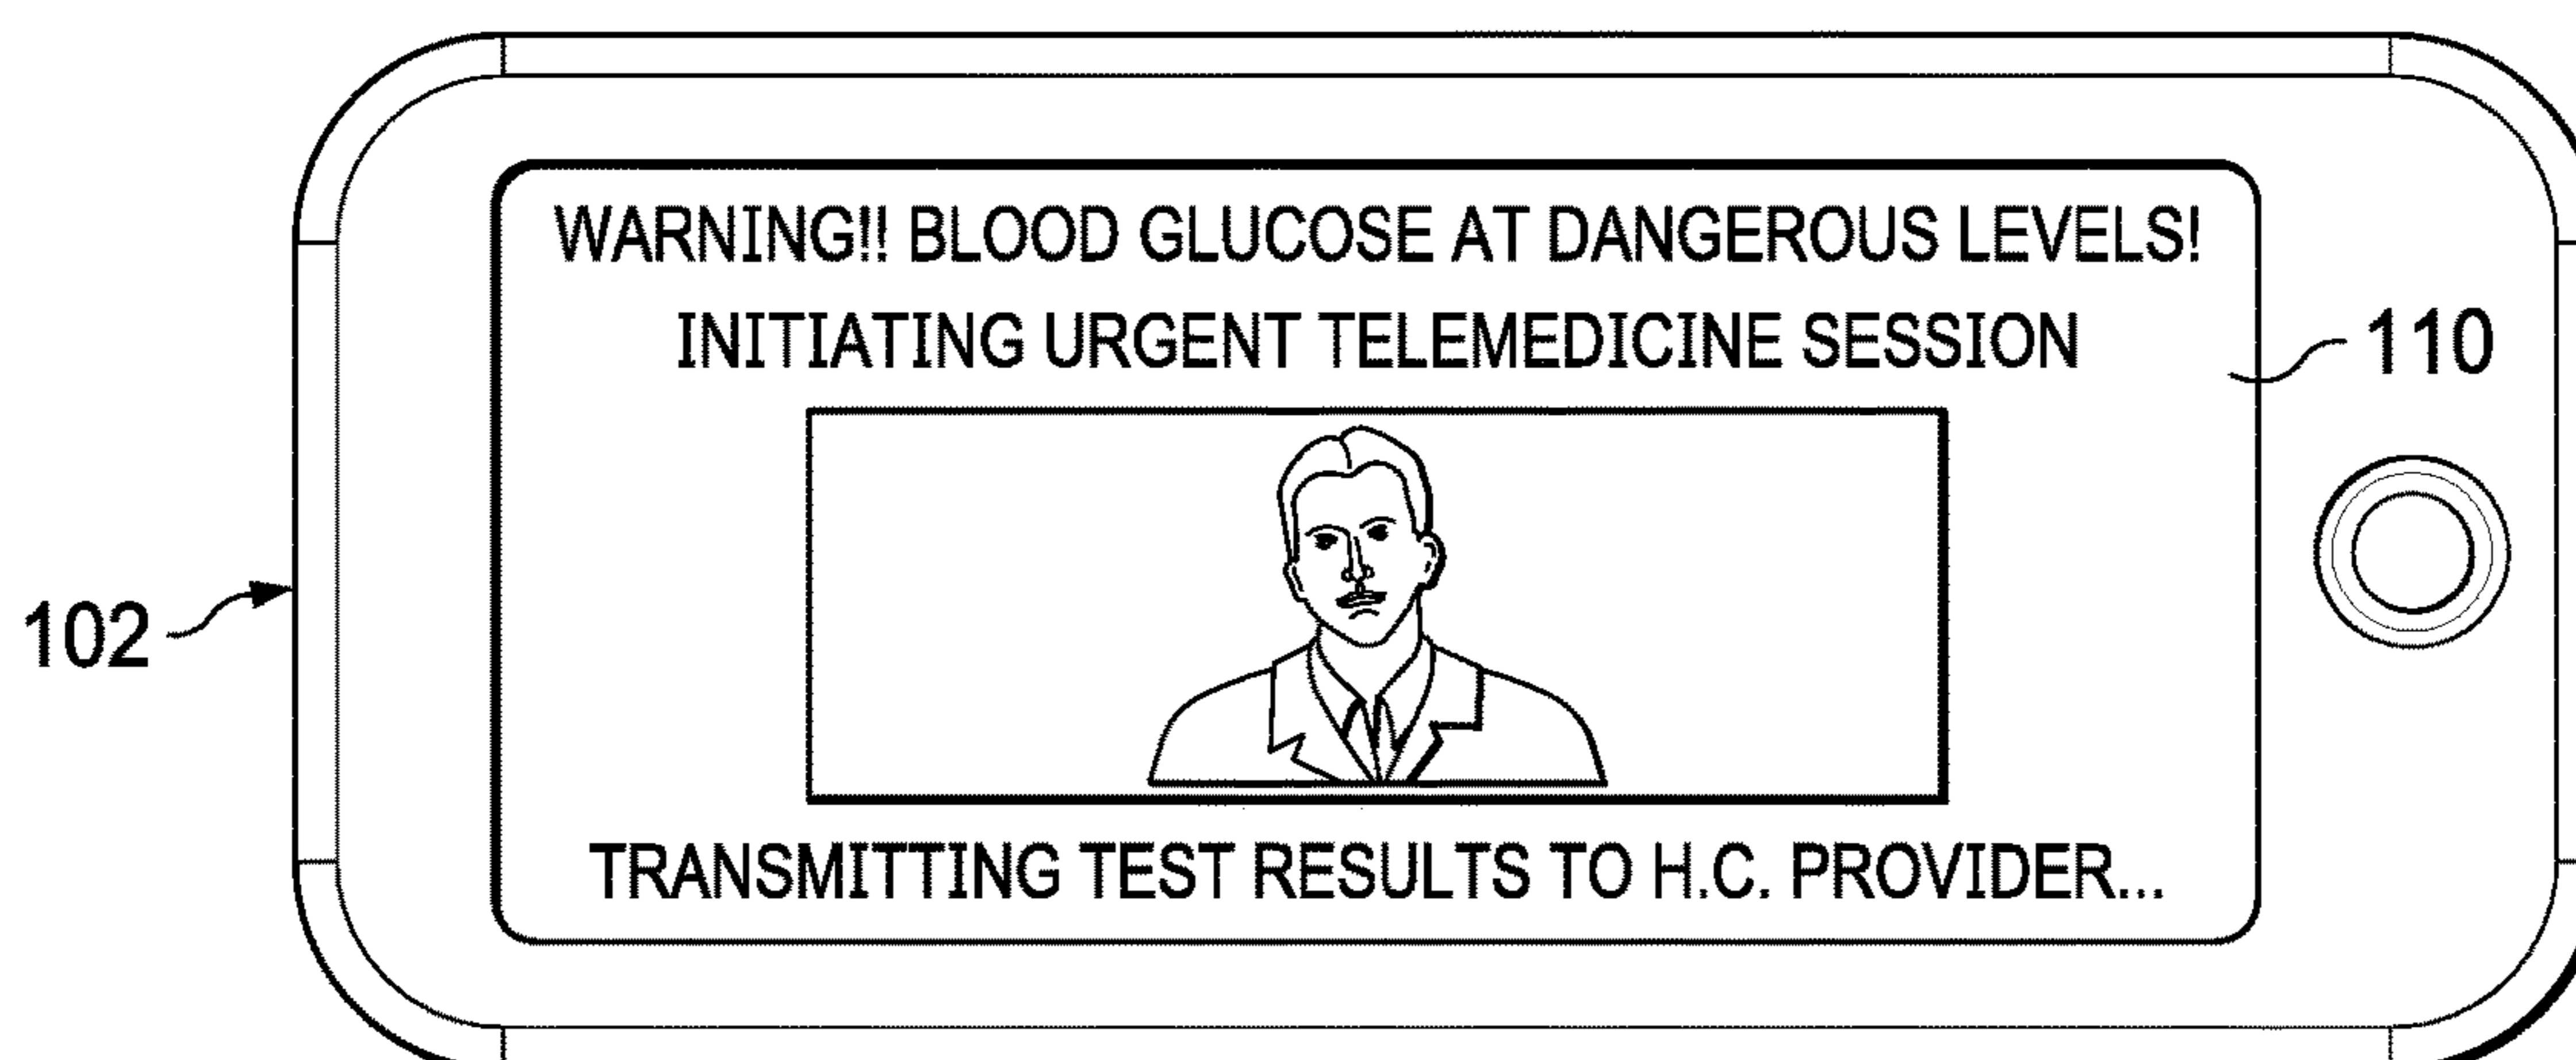 WARNING!! BLOOD GLUCOSE AT DANGEROUS LEVELS!
INITIATING URGENT TELEMEDICINE SESSION
110
102
TRANSMITTING TEST RESULTS TO H.C. PROVIDER...